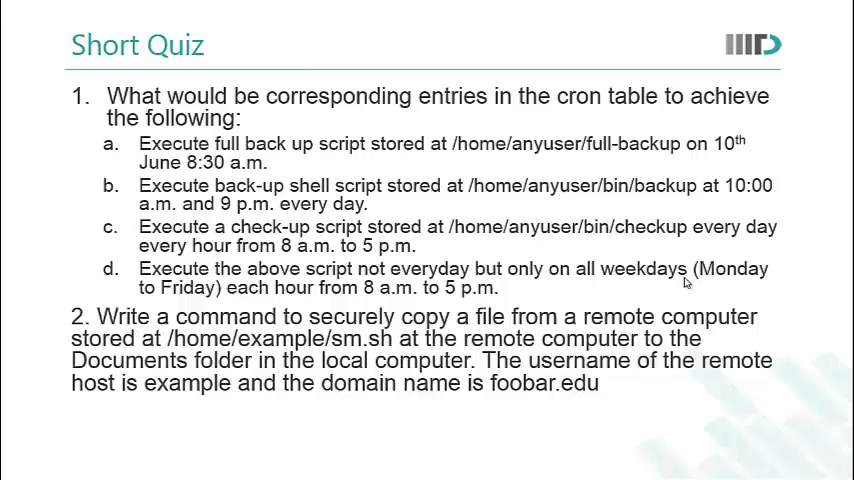 Short Quiz
IIITD
1. What would be corresponding entries in the cron table to achieve
the following:
a. Execute full back up script stored at /home/anyuser/full-backup on 10th
June 8:30 a.m.
b. Execute back-up shell script stored at /home/anyuser/bin/backup at 10:00
a.m. and 9 p.m. every day.
c. Execute a check-up script stored at /home/anyuser/bin/checkup every day
every hour from 8 a.m. to 5 p.m.
d. Execute the above script not everyday but only on all weekdays (Monday
to Friday) each hour from 8 a.m. to 5 p.m.
2. Write a command to securely copy a file from a remote computer
stored at /home/example/sm.sh at the remote computer to the
Documents folder in the local computer. The username of the remote
host is example and the domain name is foobar.edu